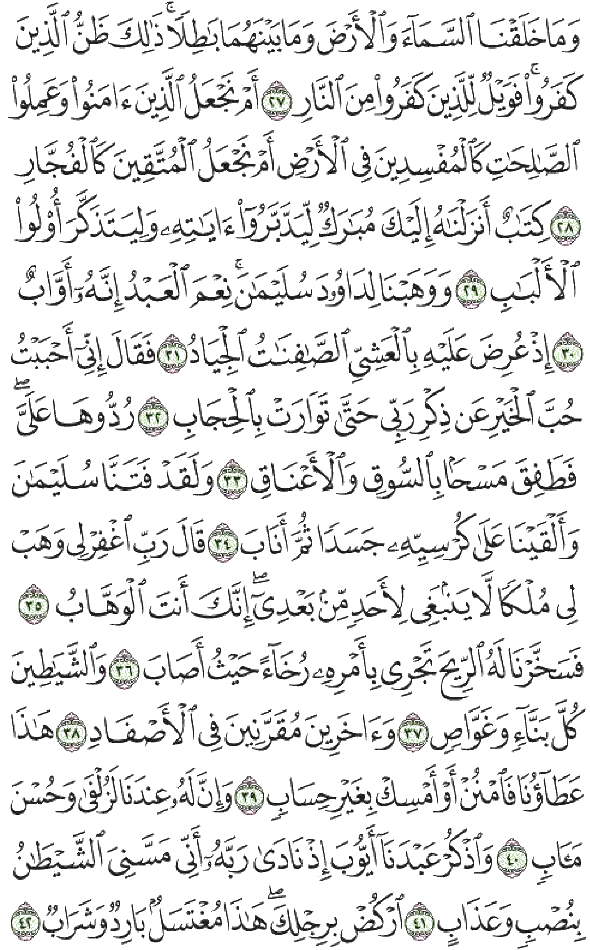 وَمَا خَلَقْنَا ٱلسَّمَآءَ وَٱلْأَرْضَ وَمَا بَيْنَهُمَا بَٰطِلًا ۚ ذَٰلِكَ ظَنُّ ٱلَّذِينَ
كَفَرُوا۟ ۚ فَوَيْلٌ لِّلَّذِينَ كَفَرُوا۟ مِنَ ٱلنَّارِ ٢٧ أَمْ نَجْعَلُ ٱلَّذِينَ ءَامَنُوا۟ وَعَمِلُوا۟
ٱلصَّٰلِحَٰتِ كَٱلْمُفْسِدِينَ فِى ٱلْأَرْضِ أَمْ نَجْعَلُ ٱلْمُتَّقِينَ كَٱلْفُجَّارِ
٢٨ كِتَٰبٌ أَنزَلْنَٰهُ إِلَيْكَ مُبَٰرَكٌ لِّيَدَّبَّرُوٓا۟ ءَايَٰتِهِۦ وَلِيَتَذَكَّرَ أُو۟لُوا۟
ٱلْأَلْبَٰبِ ٢٩ وَوَهَبْنَا لِدَاوُۥدَ سُلَيْمَٰنَ ۚ نِعْمَ ٱلْعَبْدُ إِنَّهُۥٓ أَوَّابٌ
٣٠ إِذْ عُرِضَ عَلَيْهِ بِٱلْعَشِىِّ ٱلصَّٰفِنَٰتُ ٱلْجِيَادُ ٣١ فَقَالَ إِنِّىٓ أَحْبَبْتُ
حُبَّ ٱلْخَيْرِ عَن ذِكْرِ رَبِّى حَتَّىٰ تَوَارَتْ بِٱلْحِجَابِ ٣٢ رُدُّوهَا عَلَىَّ ۖ
فَطَفِقَ مَسْحًۢا بِٱلسُّوقِ وَٱلْأَعْنَاقِ ٣٣ وَلَقَدْ فَتَنَّا سُلَيْمَٰنَ
وَأَلْقَيْنَا عَلَىٰ كُرْسِيِّهِۦ جَسَدًا ثُمَّ أَنَابَ ٣٤ قَالَ رَبِّ ٱغْفِرْ لِى وَهَبْ
لِى مُلْكًا لَّا يَنۢبَغِى لِأَحَدٍ مِّنۢ بَعْدِىٓ ۖ إِنَّكَ أَنتَ ٱلْوَهَّابُ ٣٥
فَسَخَّرْنَا لَهُ ٱلرِّيحَ تَجْرِى بِأَمْرِهِۦ رُخَآءً حَيْثُ أَصَابَ ٣٦ وَٱلشَّيَٰطِينَ
كُلَّ بَنَّآءٍ وَغَوَّاصٍ ٣٧ وَءَاخَرِينَ مُقَرَّنِينَ فِى ٱلْأَصْفَادِ ٣٨ هَٰذَا
عَطَآؤُنَا فَٱمْنُنْ أَوْ أَمْسِكْ بِغَيْرِ حِسَابٍ ٣٩ وَإِنَّ لَهُۥ عِندَنَا لَزُلْفَىٰ وَحُسْنَ
مَـَٔابٍ ٤٠ وَٱذْكُرْ عَبْدَنَآ أَيُّوبَ إِذْ نَادَىٰ رَبَّهُۥٓ أَنِّى مَسَّنِىَ ٱلشَّيْطَٰنُ
بِنُصْبٍ وَعَذَابٍ ٤١ ٱرْكُضْ بِرِجْلِكَ ۖ هَٰذَا مُغْتَسَلٌۢ بَارِدٌ وَشَرَابٌ ٤٢